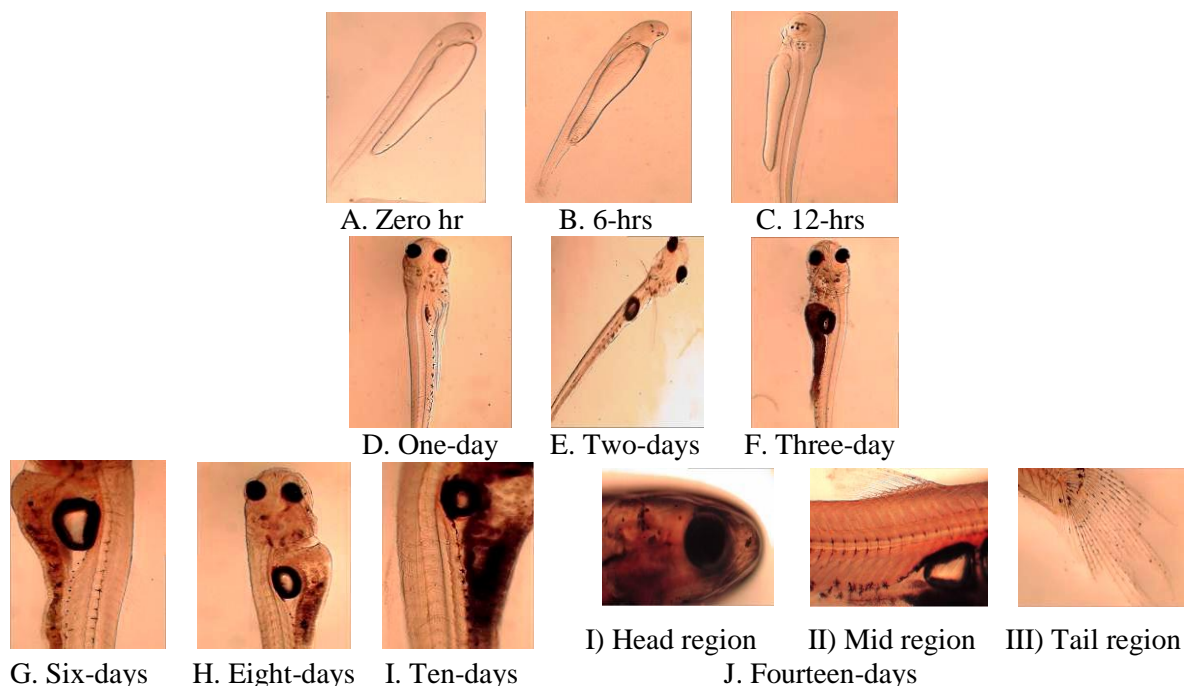 A. Zero hr B. 6-hrs C. 12-hrs
D. One-day E. Two-days F. Three-day
I) Head region II) Mid region III) Tail region
G. Six-days H. Eight-days I. Ten-days J. Fourteen-days